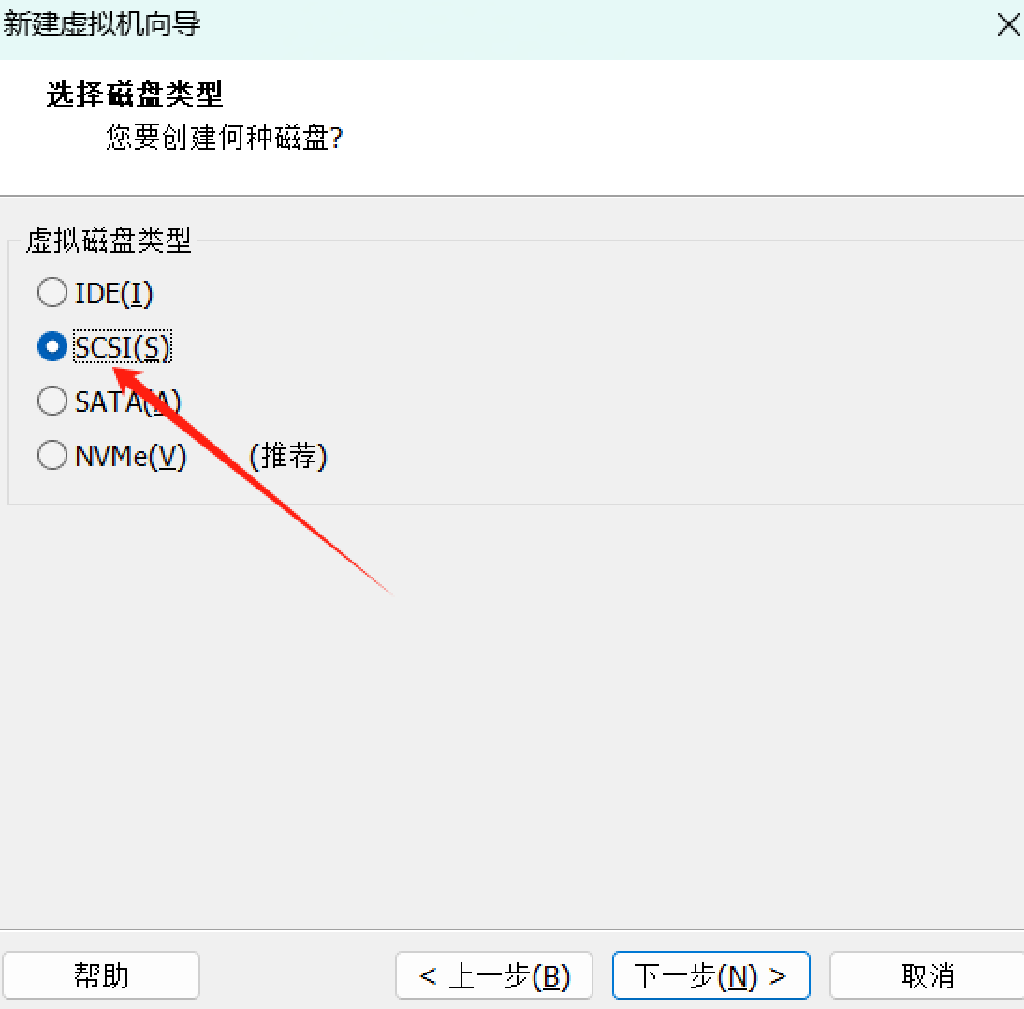 新建虚拟机向导
选择磁盘类型
您要创建何种磁盘?
虚拟磁盘类型
IDE(I)
SCSI(S)
SATA(A)
NVMe(V) (推荐)
帮助 < 上一步(B) 下一步(N) > 取消